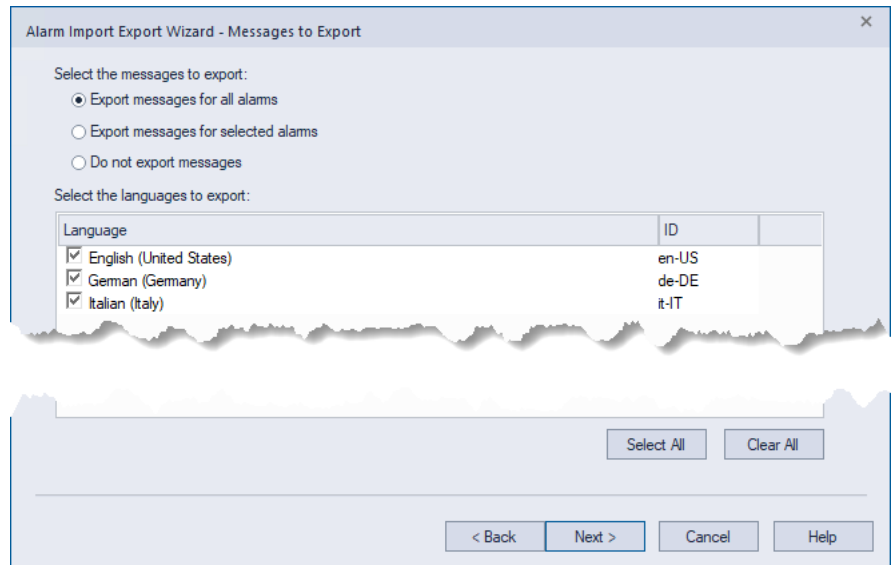 Alarm Import Export Wizard - Messages to Export
Select the messages to export:
Export messages for all alarms
Export messages for selected alarms
Do not export messages
Select the languages to export:
Language ID
English (United States) en-US
German (Germany) de-DE
Italian (Italy) it-IT
Select All Clear All
< Back Next > Cancel Help